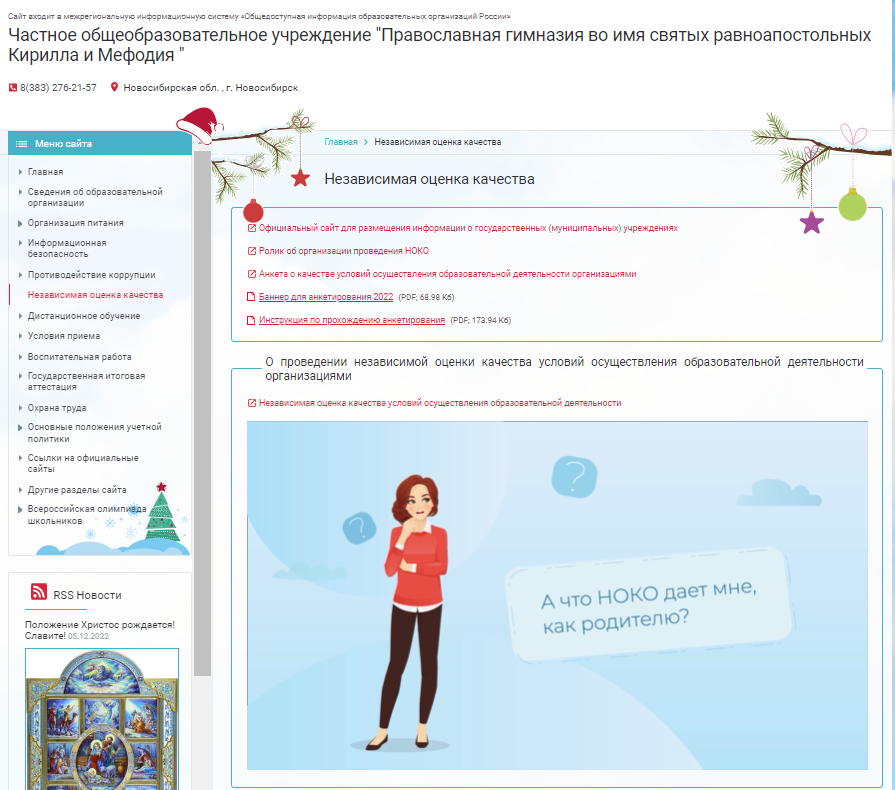 Сайт входит в межрегиональную информационную систему «Общедоступная информация образовательных организаций России»
Частное общеобразовательное учреждение "Православная гимназия во имя святых равноапостольных
Кирилла и Мефодия "
8(383) 276-21-57 Новосибирская обл. , г. Новосибирск
Меню сайта
Главная
Сведения об образовательной
организации
Организация питания
Информационная
безопасность
Противодействие коррупции
Независимая оценка качества
Дистанционное обучение
Условия приема
Воспитательная работа
Государственная итоговая
аттестация
Охрана труда
Основные положения учетной
политики
Ссылки на официальные
сайты
Другие разделы сайта
Всероссийская олимпиада
школьников
RSS Новости
Положение Христос рождается!
Славите! 05.12.2022
Главная Независимая оценка качества
Независимая оценка качества
Официальный сайт для размещения информации о государственных (муниципальных) учреждениях
Ролик об организации проведения НОКО
Анкета о качестве условий осуществления образовательной деятельности организациями
Баннер для анкетирования 2022 (PDF; 68.98 Кб)
Инструкция по прохождению анкетирования (PDF; 173.94 Кб)
О проведении независимой оценки качества условий осуществления образовательной деятельности
организациями
Независимая оценка качества условий осуществления образовательной деятельности
?
?
А что НОКО дает мне,
как родителю?